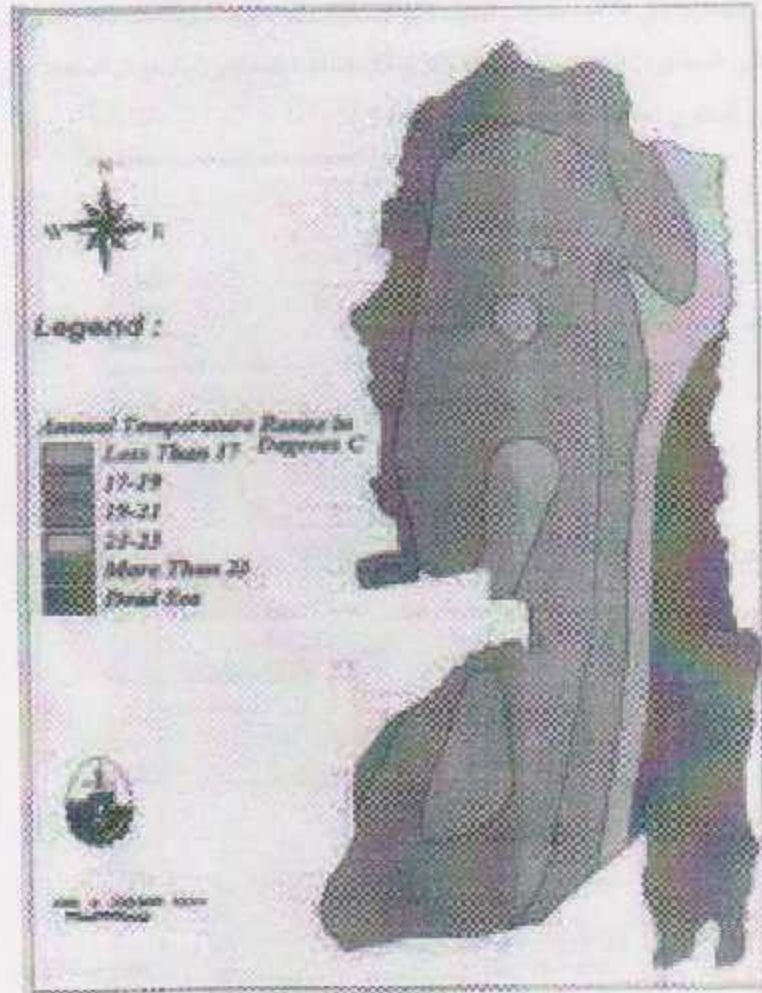 N
W E
Legend :
Annual Temperature Range in
Degrees C
Less Than 17
17-19
19-21
21-23
More Than 23
Dead Sea